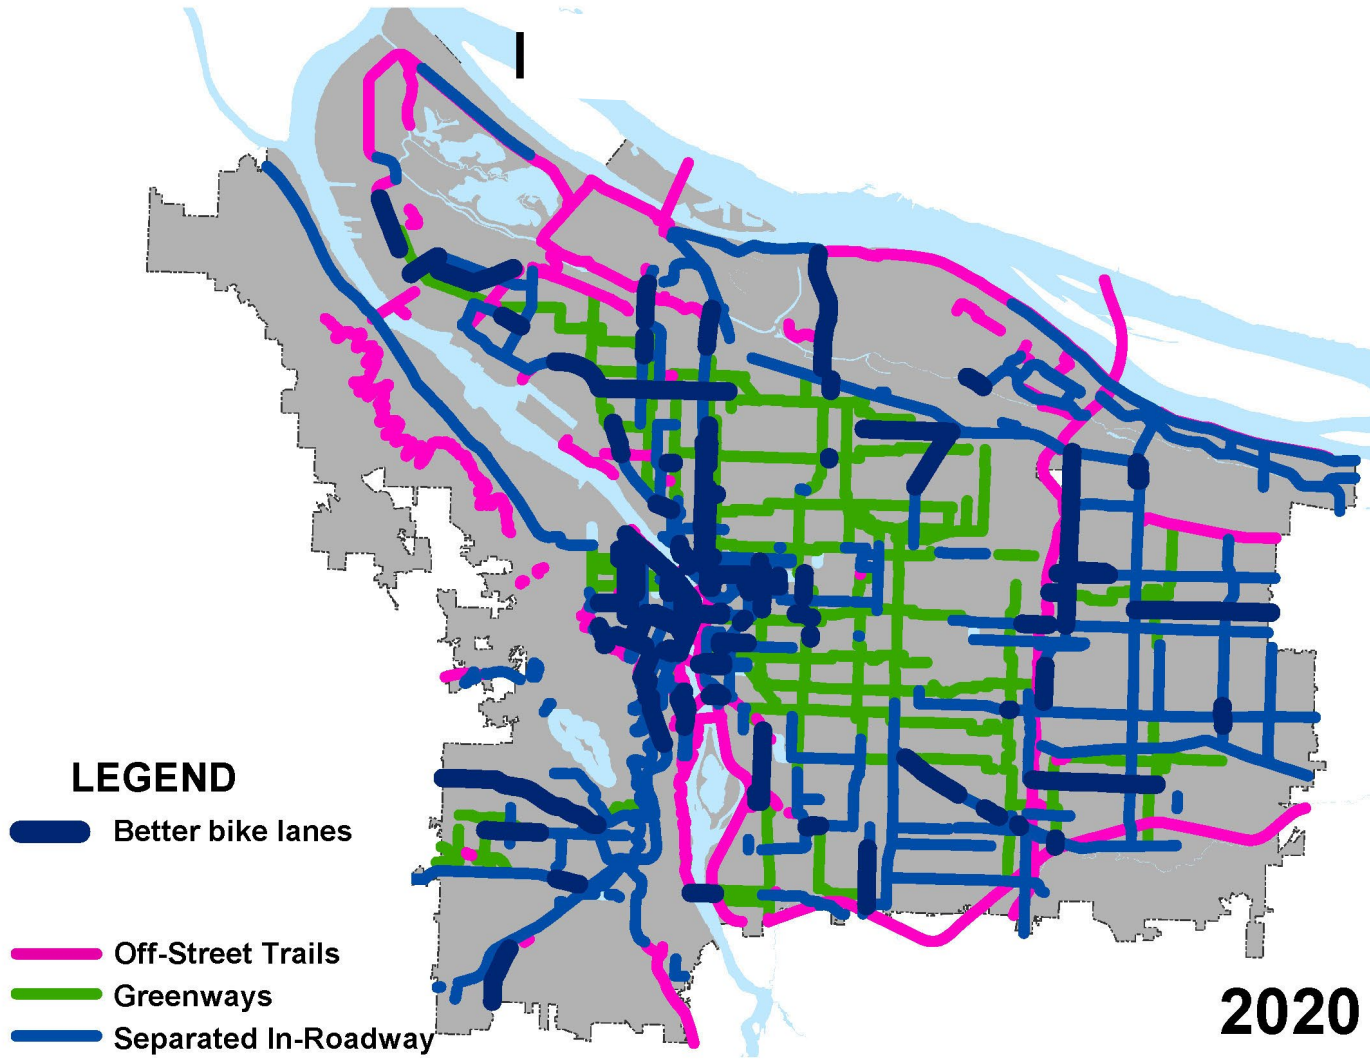 LEGEND
Better bike lanes
Off-Street Trails
Greenways
Separated In-Roadway
2020